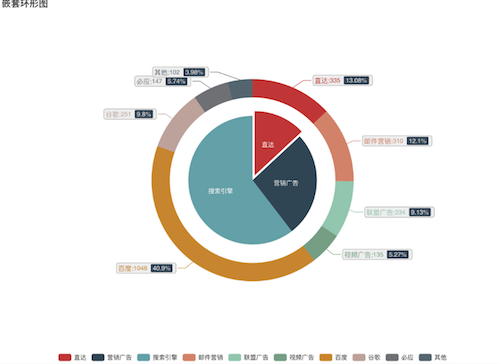 嵌套环形图
其他:102 3.98%
必应:147 5.74%
直达:335 13.08%
谷歌:251 9.8%
邮件营销:310 12.1%
直达
营销广告
搜索引擎
联盟广告:234 9.13%
视频广告:135 5.27%
百度:1048 40.9%
直达 营销广告 搜索引擎 邮件营销 联盟广告 视频广告 百度 谷歌 必应 其他